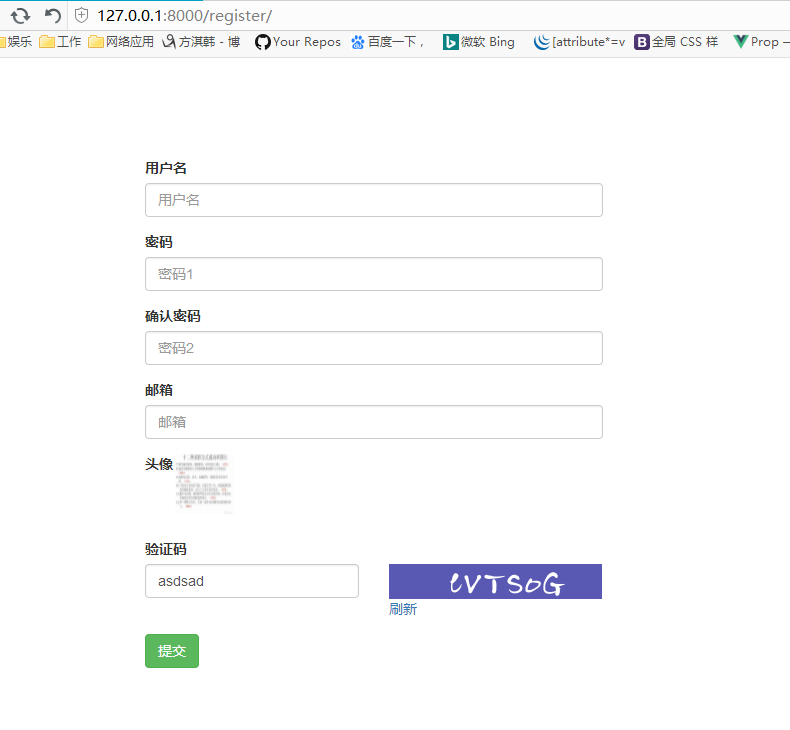 127.0.0.1:8000/register/
娱乐 工作 网络应用 方淇韩 - 博 Your Repos 百度一下， 微软 Bing [attribute*=v B 全局 CSS 样 Prop —
用户名
用户名
密码
密码1
确认密码
密码2
邮箱
邮箱
头像
验证码
asdsad
lVTSoG
刷新
提交